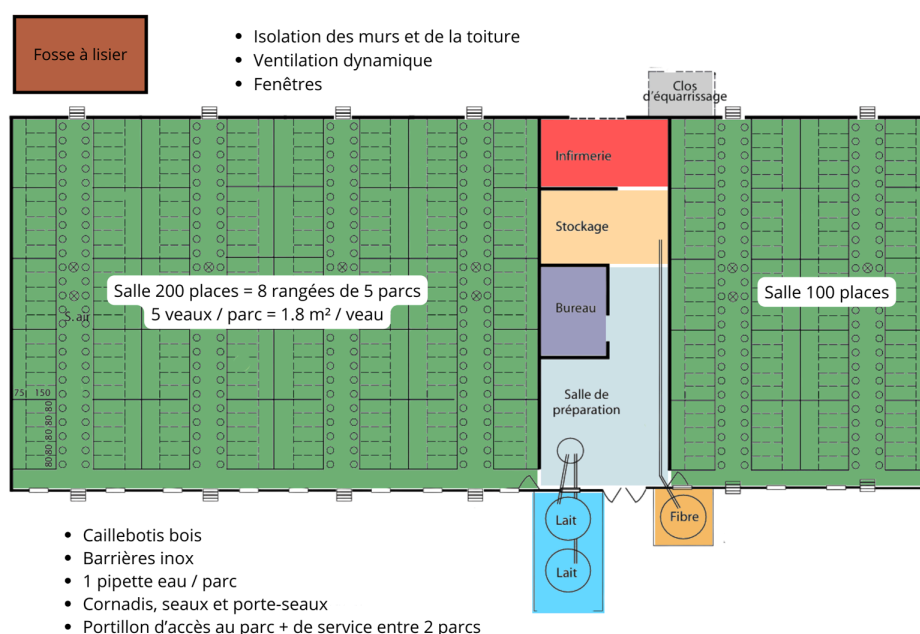 Fosse à lisier
• Isolation des murs et de la toiture
• Ventilation dynamique
• Fenêtres
Clos
d'équarrissage
Infirmerie
Stockage
Salle 200 places = 8 rangées de 5 parcs
5 veaux / parc = 1.8 m² / veau
S. air
Bureau
Salle 100 places
75 150
80 80 80 80 80
Salle de
préparation
Lait
Lait
Fibre
• Caillebotis bois
• Barrières inox
• 1 pipette eau / parc
• Cornadis, seaux et porte-seaux
• Portillon d'accès au parc + de service entre 2 parcs